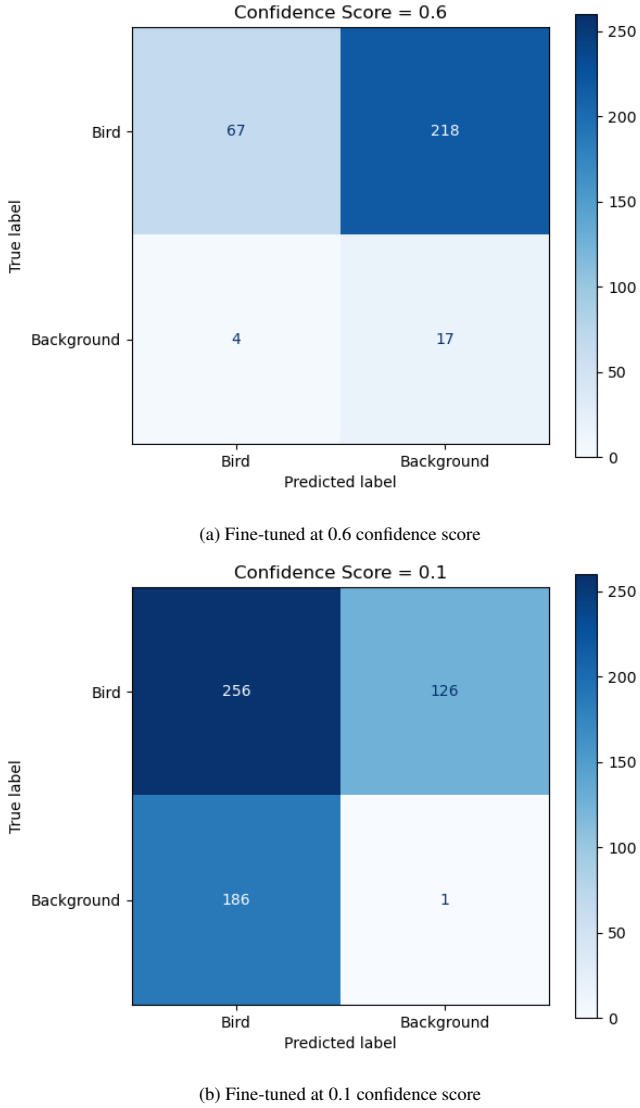 Confidence Score = 0.6
250
200
150
100
50
0
Bird
67
218
True label
Background
4
17
Bird
Background
Predicted label
(a) Fine-tuned at 0.6 confidence score
Confidence Score = 0.1
250
200
150
100
50
0
Bird
256
126
True label
Background
186
1
Bird
Background
Predicted label
(b) Fine-tuned at 0.1 confidence score